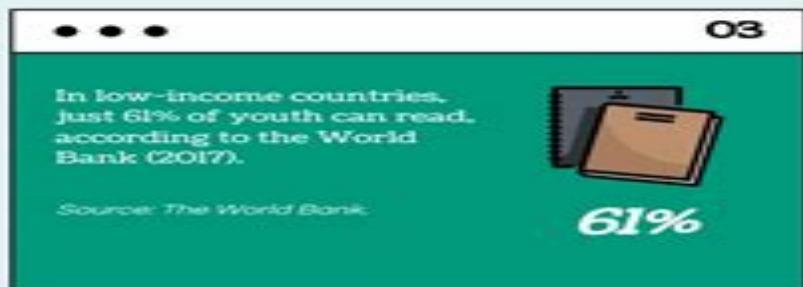 03
In low-income countries,
just 61% of youth can read,
according to the World
Bank (2017).
Source: The World Bank.
61%